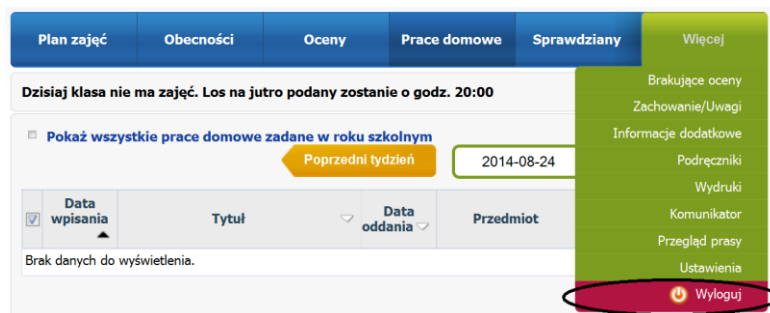 Plan zajęć Obecności Oceny Prace domowe Sprawdziany Więcej
Dzisiaj klasa nie ma zajęć. Los na jutro podany zostanie o godz. 20:00
Pokaż wszystkie prace domowe zadane w roku szkolnym
Poprzedni tydzień 2014-08-24
Data wpisania Tytuł Data oddania Przedmiot
Brak danych do wyświetlenia.
Brakujące oceny
Zachowanie/Uwagi
Informacje dodatkowe
Podręczniki
Wydruki
Komunikator
Przegląd prasy
Ustawienia
Wyloguj